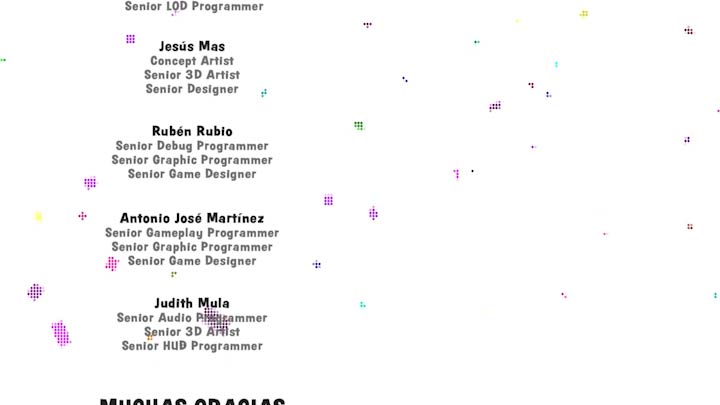 Senior LOD Programmer
Jesús Mas
Concept Artist
Senior 3D Artist
Senior Designer
Rubén Rubio
Senior Debug Programmer
Senior Graphic Programmer
Senior Game Designer
Antonio José Martínez
Senior Gameplay Programmer
Senior Graphic Programmer
Senior Game Designer
Judith Mula
Senior Audio Programmer
Senior 3D Artist
Senior HUD Programmer
MUCHAS GRACIAS